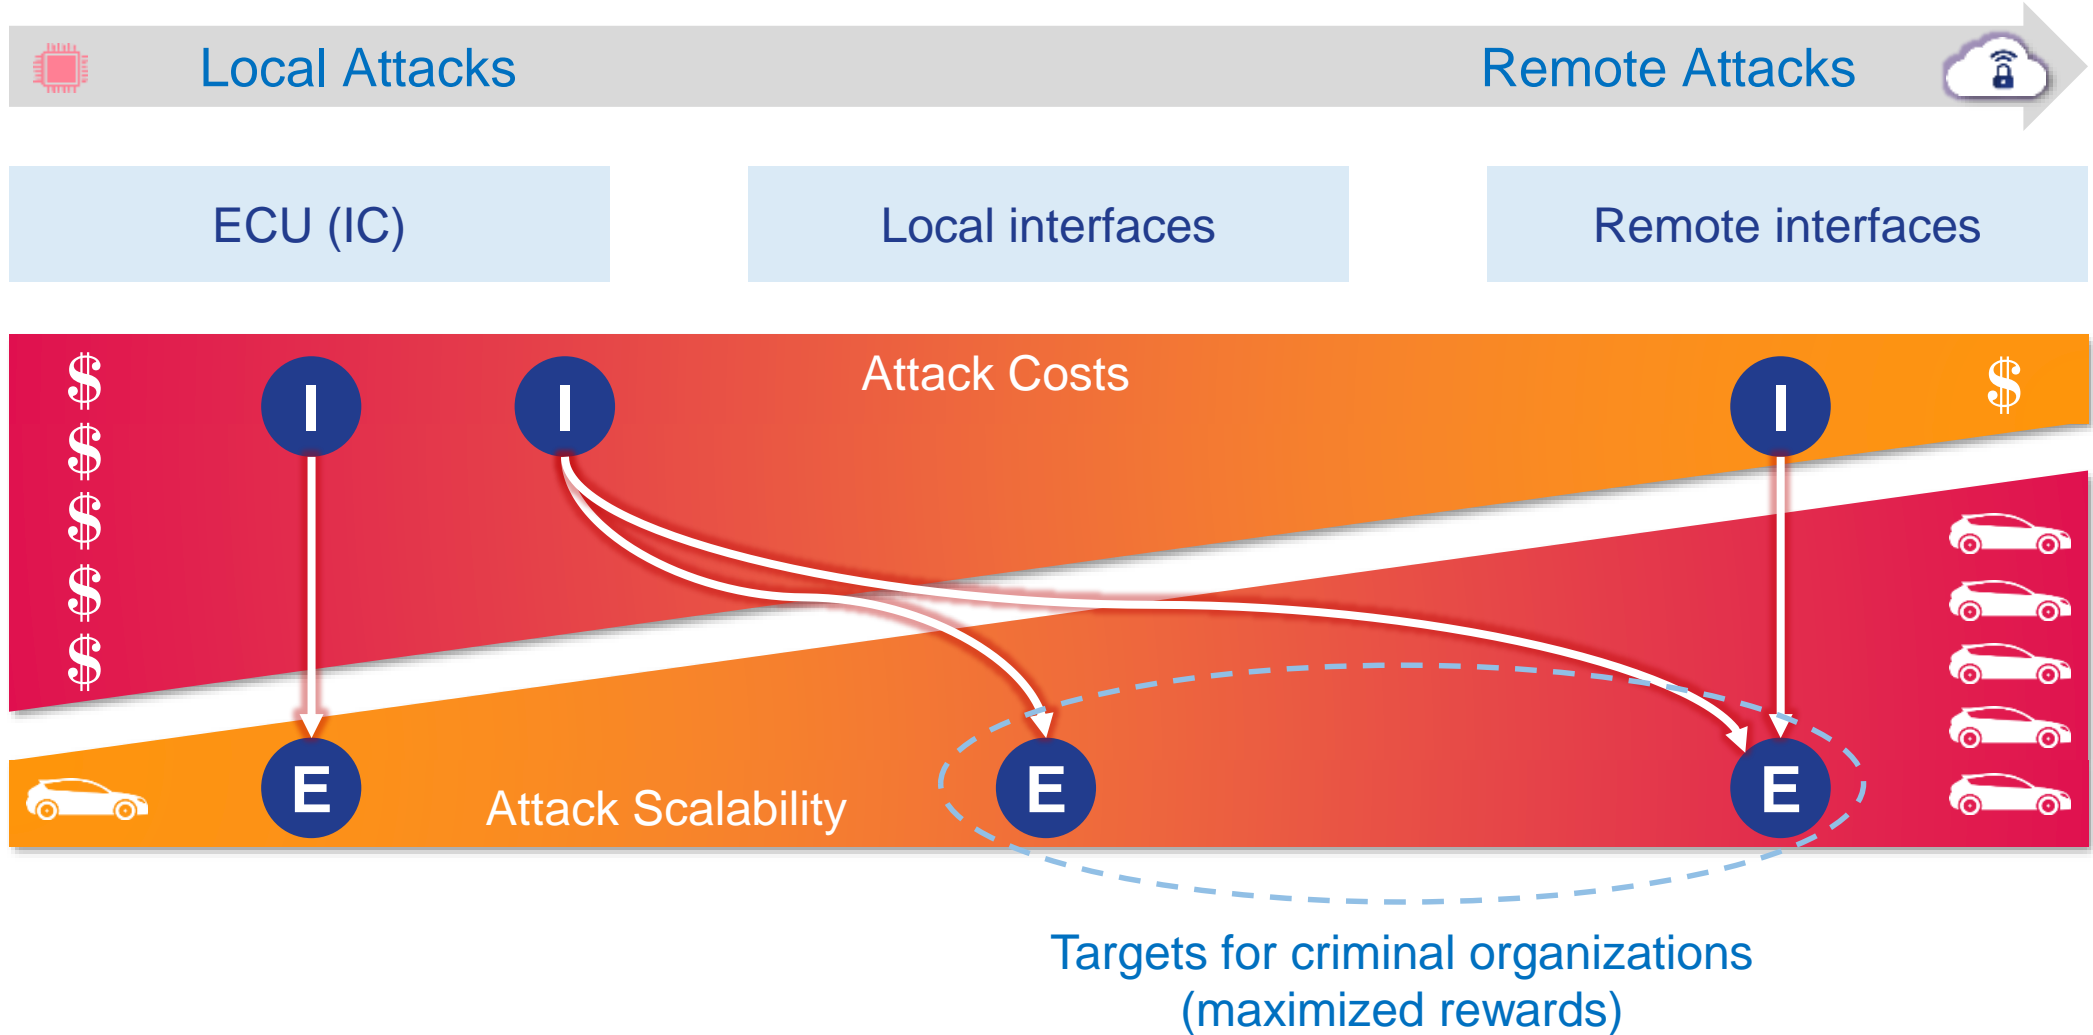 Local Attacks
Remote Attacks
ECU (IC)
Local interfaces
Remote interfaces
Attack Costs
$
$
$
$
$
$
I
I
I
E
E
E
Attack Scalability
Targets for criminal organizations
(maximized rewards)